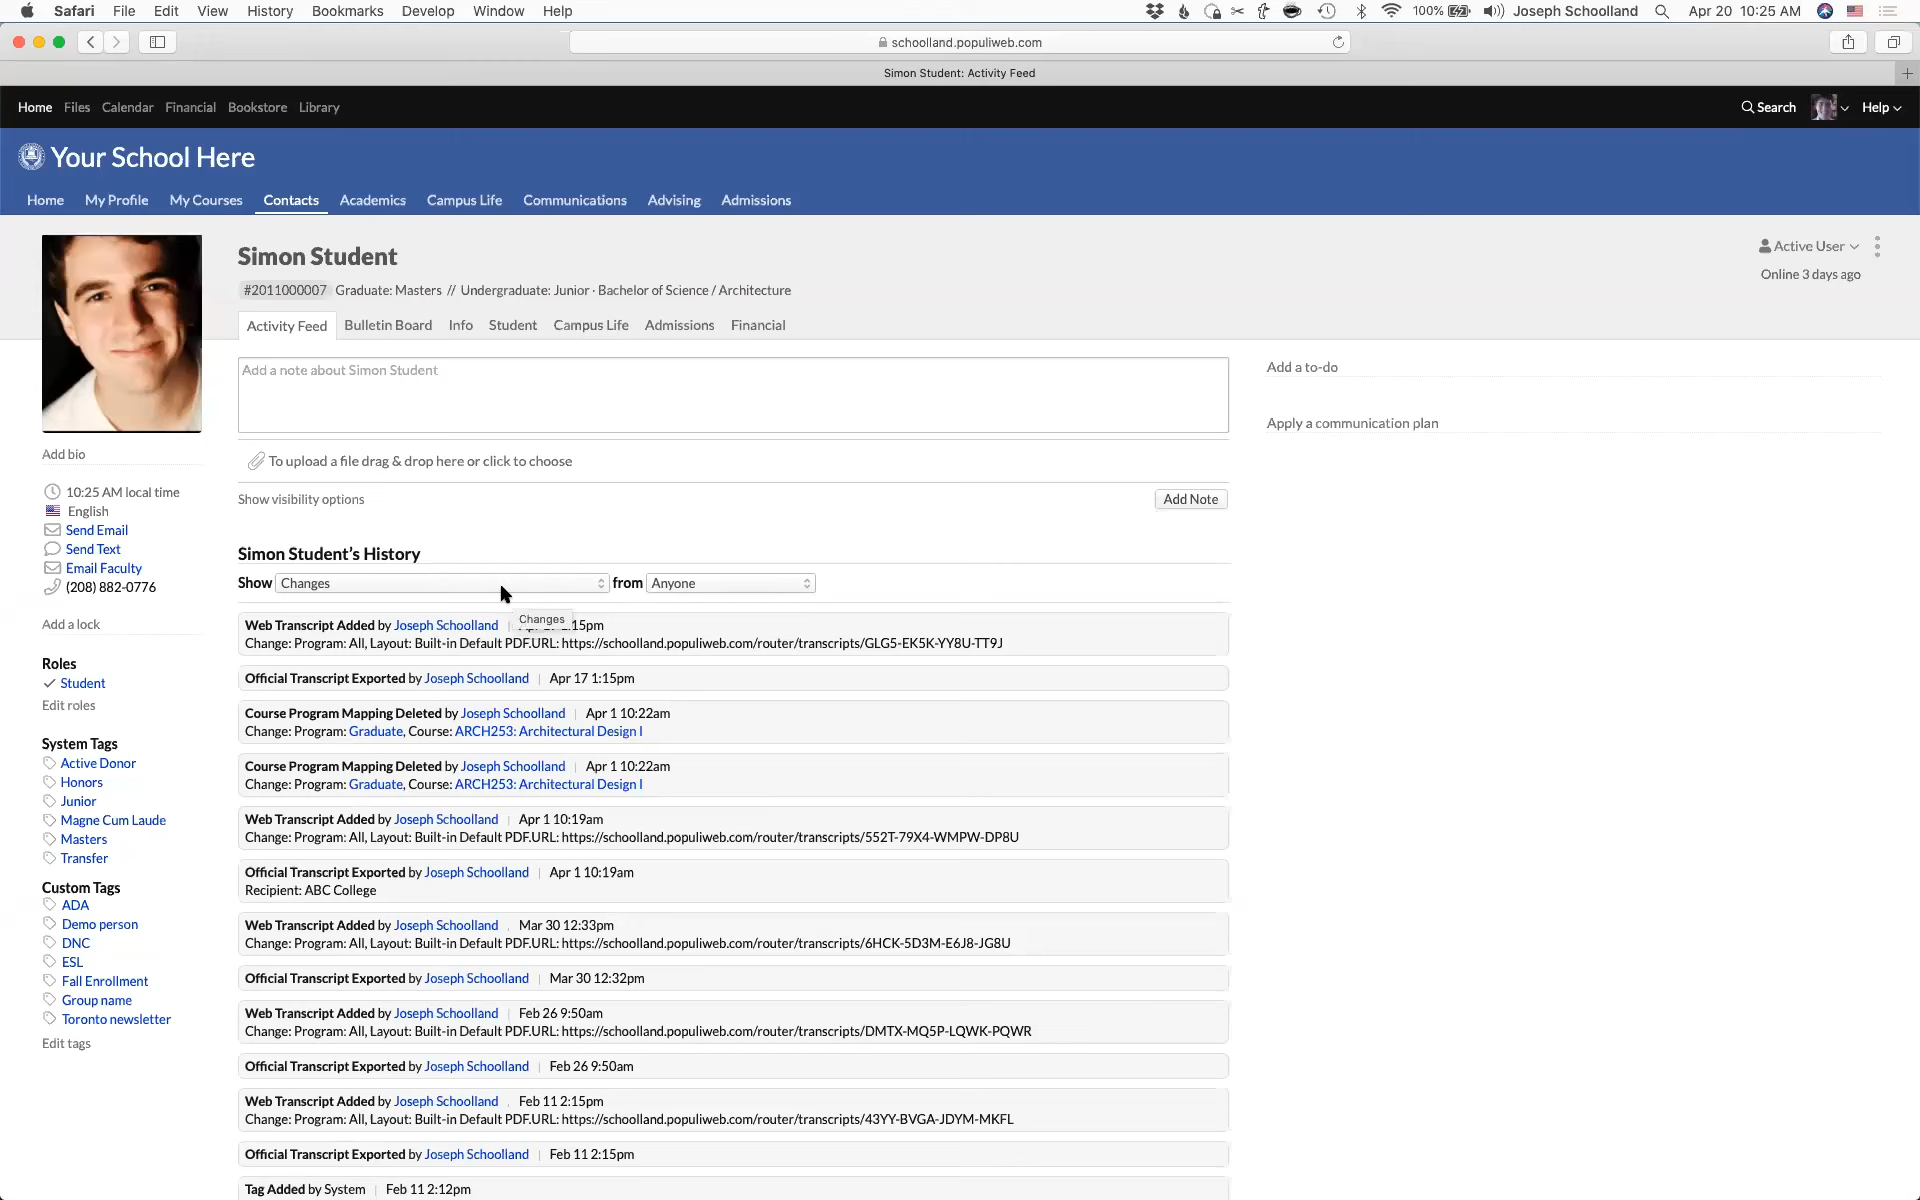 Safari File Edit View History Bookmarks Develop Window Help 100% Joseph Schoolland Apr 20 10:25 AM
schoolland.populiweb.com
Simon Student: Activity Feed
Home Files Calendar Financial Bookstore Library Search Help
Your School Here
Home My Profile My Courses Contacts Academics Campus Life Communications Advising Admissions
Simon Student
Active User
#2011000007 Graduate: Masters // Undergraduate: Junior · Bachelor of Science / Architecture
Online 3 days ago
Activity Feed Bulletin Board Info Student Campus Life Admissions Financial
Add a note about Simon Student
To upload a file drag & drop here or click to choose
Show visibility options
Add Note
Add a to-do
Apply a communication plan
Add bio
10:25 AM local time
English
Send Email
Send Text
Email Faculty
(208) 882-0776
Add a lock
Roles
Student
Edit roles
System Tags
Active Donor
Honors
Junior
Magne Cum Laude
Masters
Transfer
Custom Tags
ADA
Demo person
DNC
ESL
Fall Enrollment
Group name
Toronto newsletter
Edit tags
Simon Student's History
Show Changes from Anyone
Changes
Web Transcript Added by Joseph Schoolland | :15pm
Change: Program: All, Layout: Built-in Default PDF.URL: https://schoolland.populiweb.com/router/transcripts/GLG5-EK5K-YY8U-TT9J
Official Transcript Exported by Joseph Schoolland | Apr 17 1:15pm
Course Program Mapping Deleted by Joseph Schoolland | Apr 1 10:22am
Change: Program: Graduate, Course: ARCH253: Architectural Design I
Course Program Mapping Deleted by Joseph Schoolland | Apr 1 10:22am
Change: Program: Graduate, Course: ARCH253: Architectural Design I
Web Transcript Added by Joseph Schoolland | Apr 1 10:19am
Change: Program: All, Layout: Built-in Default PDF.URL: https://schoolland.populiweb.com/router/transcripts/552T-79X4-WMPW-DP8U
Official Transcript Exported by Joseph Schoolland | Apr 1 10:19am
Recipient: ABC College
Web Transcript Added by Joseph Schoolland | Mar 30 12:33pm
Change: Program: All, Layout: Built-in Default PDF.URL: https://schoolland.populiweb.com/router/transcripts/6HCK-5D3M-E6J8-JG8U
Official Transcript Exported by Joseph Schoolland | Mar 30 12:32pm
Web Transcript Added by Joseph Schoolland | Feb 26 9:50am
Change: Program: All, Layout: Built-in Default PDF.URL: https://schoolland.populiweb.com/router/transcripts/DMTX-MQ5P-LQWK-PQWR
Official Transcript Exported by Joseph Schoolland | Feb 26 9:50am
Web Transcript Added by Joseph Schoolland | Feb 11 2:15pm
Change: Program: All, Layout: Built-in Default PDF.URL: https://schoolland.populiweb.com/router/transcripts/43YY-BVGA-JDYM-MKFL
Official Transcript Exported by Joseph Schoolland | Feb 11 2:15pm
Tag Added by System | Feb 11 2:12pm